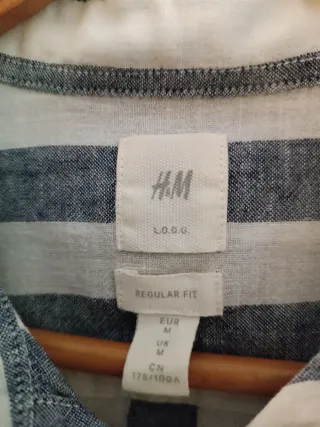 H&M
L.O.G.G.
REGULAR FIT
EUR
M
US
M
CN
175/100A